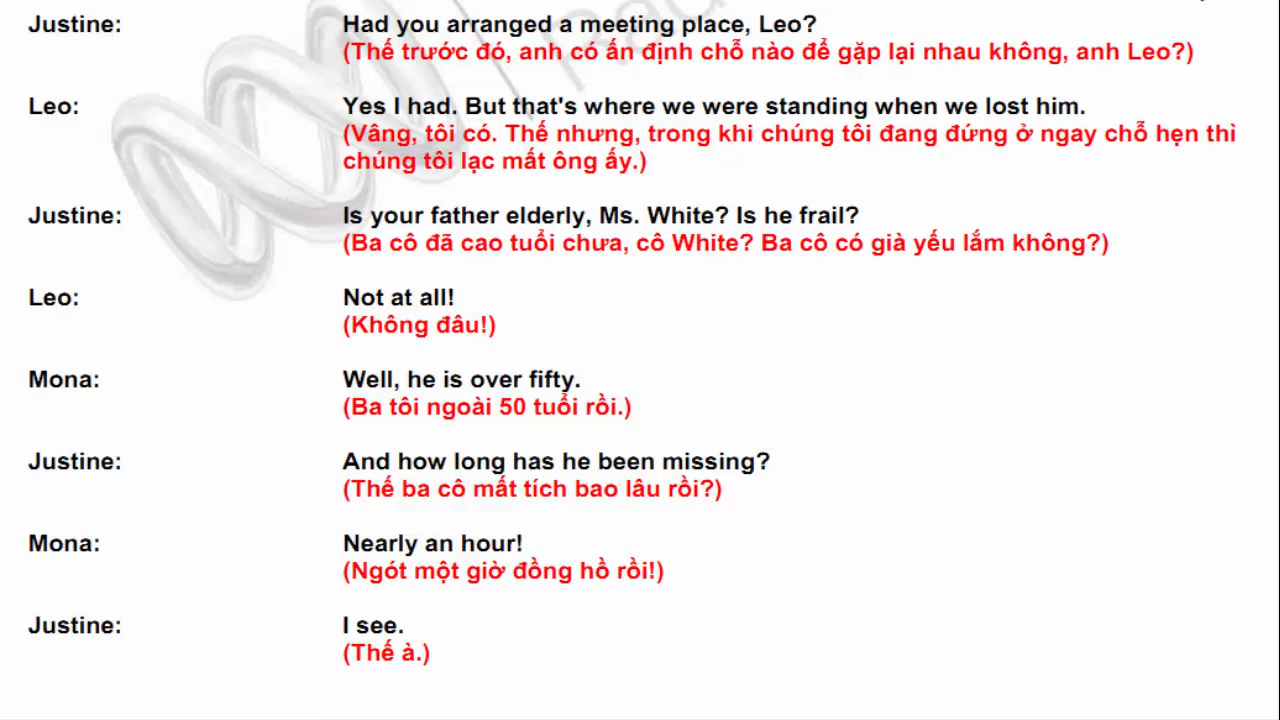 Justine: Had you arranged a meeting place, Leo?
(Thế trước đó, anh có ấn định chỗ nào để gặp lại nhau không, anh Leo?)
Leo: Yes I had. But that's where we were standing when we lost him.
(Vâng, tôi có. Thế nhưng, trong khi chúng tôi đang đứng ở ngay chỗ hẹn thì
chúng tôi lạc mất ông ấy.)
Justine: Is your father elderly, Ms. White? Is he frail?
(Ba cô đã cao tuổi chưa, cô White? Ba cô có già yếu lắm không?)
Leo: Not at all!
(Không đâu!)
Mona: Well, he is over fifty.
(Ba tôi ngoài 50 tuổi rồi.)
Justine: And how long has he been missing?
(Thế ba cô mất tích bao lâu rồi?)
Mona: Nearly an hour!
(Ngót một giờ đồng hồ rồi!)
Justine: I see.
(Thế à.)